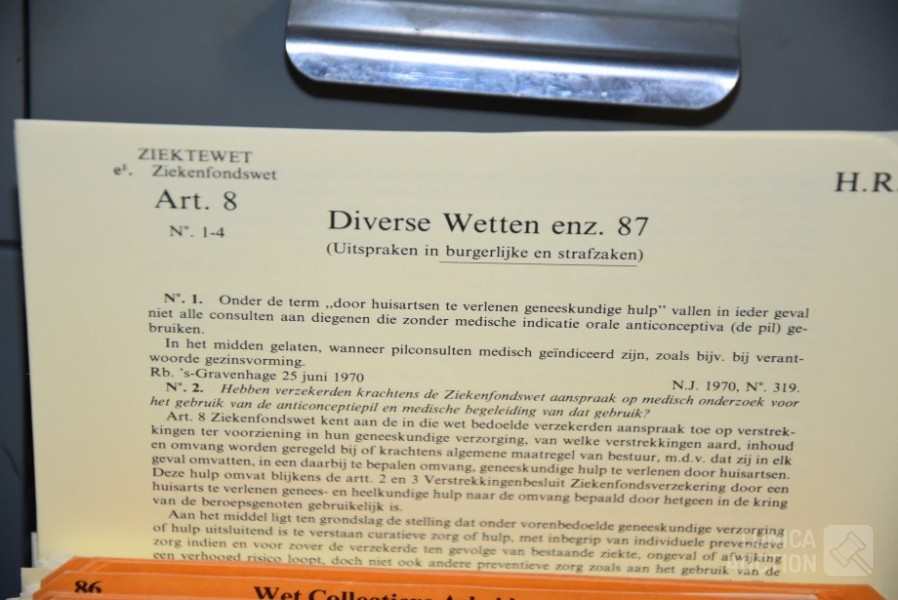 ZIEKTEWET
e¹. Ziekenfondswet
Art. 8
N°. 1-4
H.R.
Diverse Wetten enz. 87
(Uitspraken in burgerlijke en strafzaken)
N°. 1. Onder de term „door huisartsen te verlenen geneeskundige hulp” vallen in ieder geval
niet alle consulten aan diegenen die zonder medische indicatie orale anticonceptiva (de pil) ge-
bruiken.
In het midden gelaten, wanneer pilconsulten medisch geïndiceerd zijn, zoals bijv. bij verant-
woorde gezinsvorming.
Rb. 's-Gravenhage 25 juni 1970 N.J. 1970, N°. 319.
N°. 2. Hebben verzekerden krachtens de Ziekenfondswet aanspraak op medisch onderzoek voor
het gebruik van de anticonceptiepil en medische begeleiding van dat gebruik?
Art. 8 Ziekenfondswet kent aan de in die wet bedoelde verzekerden aanspraak toe op verstrek-
kingen ter voorziening in hun geneeskundige verzorging, van welke verstrekkingen aard, inhoud
en omvang worden geregeld bij of krachtens algemene maatregel van bestuur, m.d.v. dat zij in elk
geval omvatten, in een daarbij te bepalen omvang, geneeskundige hulp te verlenen door huisartsen.
Deze hulp omvat blijkens de artt. 2 en 3 Verstrekkingenbesluit Ziekenfondsverzekering door een
huisarts te verlenen genees- en heelkundige hulp naar de omvang bepaald door hetgeen in de kring
van de beroepsgenoten gebruikelijk is.
Aan het middel ligt ten grondslag de stelling dat onder vorenbedoelde geneeskundige verzorging
of hulp uitsluitend is te verstaan curatieve zorg of hulp, met inbegrip van individuele preventieve
zorg indien en voor zover de verzekerde ten gevolge van bestaande ziekte, ongeval of afwijking
een verhoogd risico loopt, doch niet ook andere preventieve zorg zoals aan het gebruik van de
86 Wet Collectieve
AUCTION